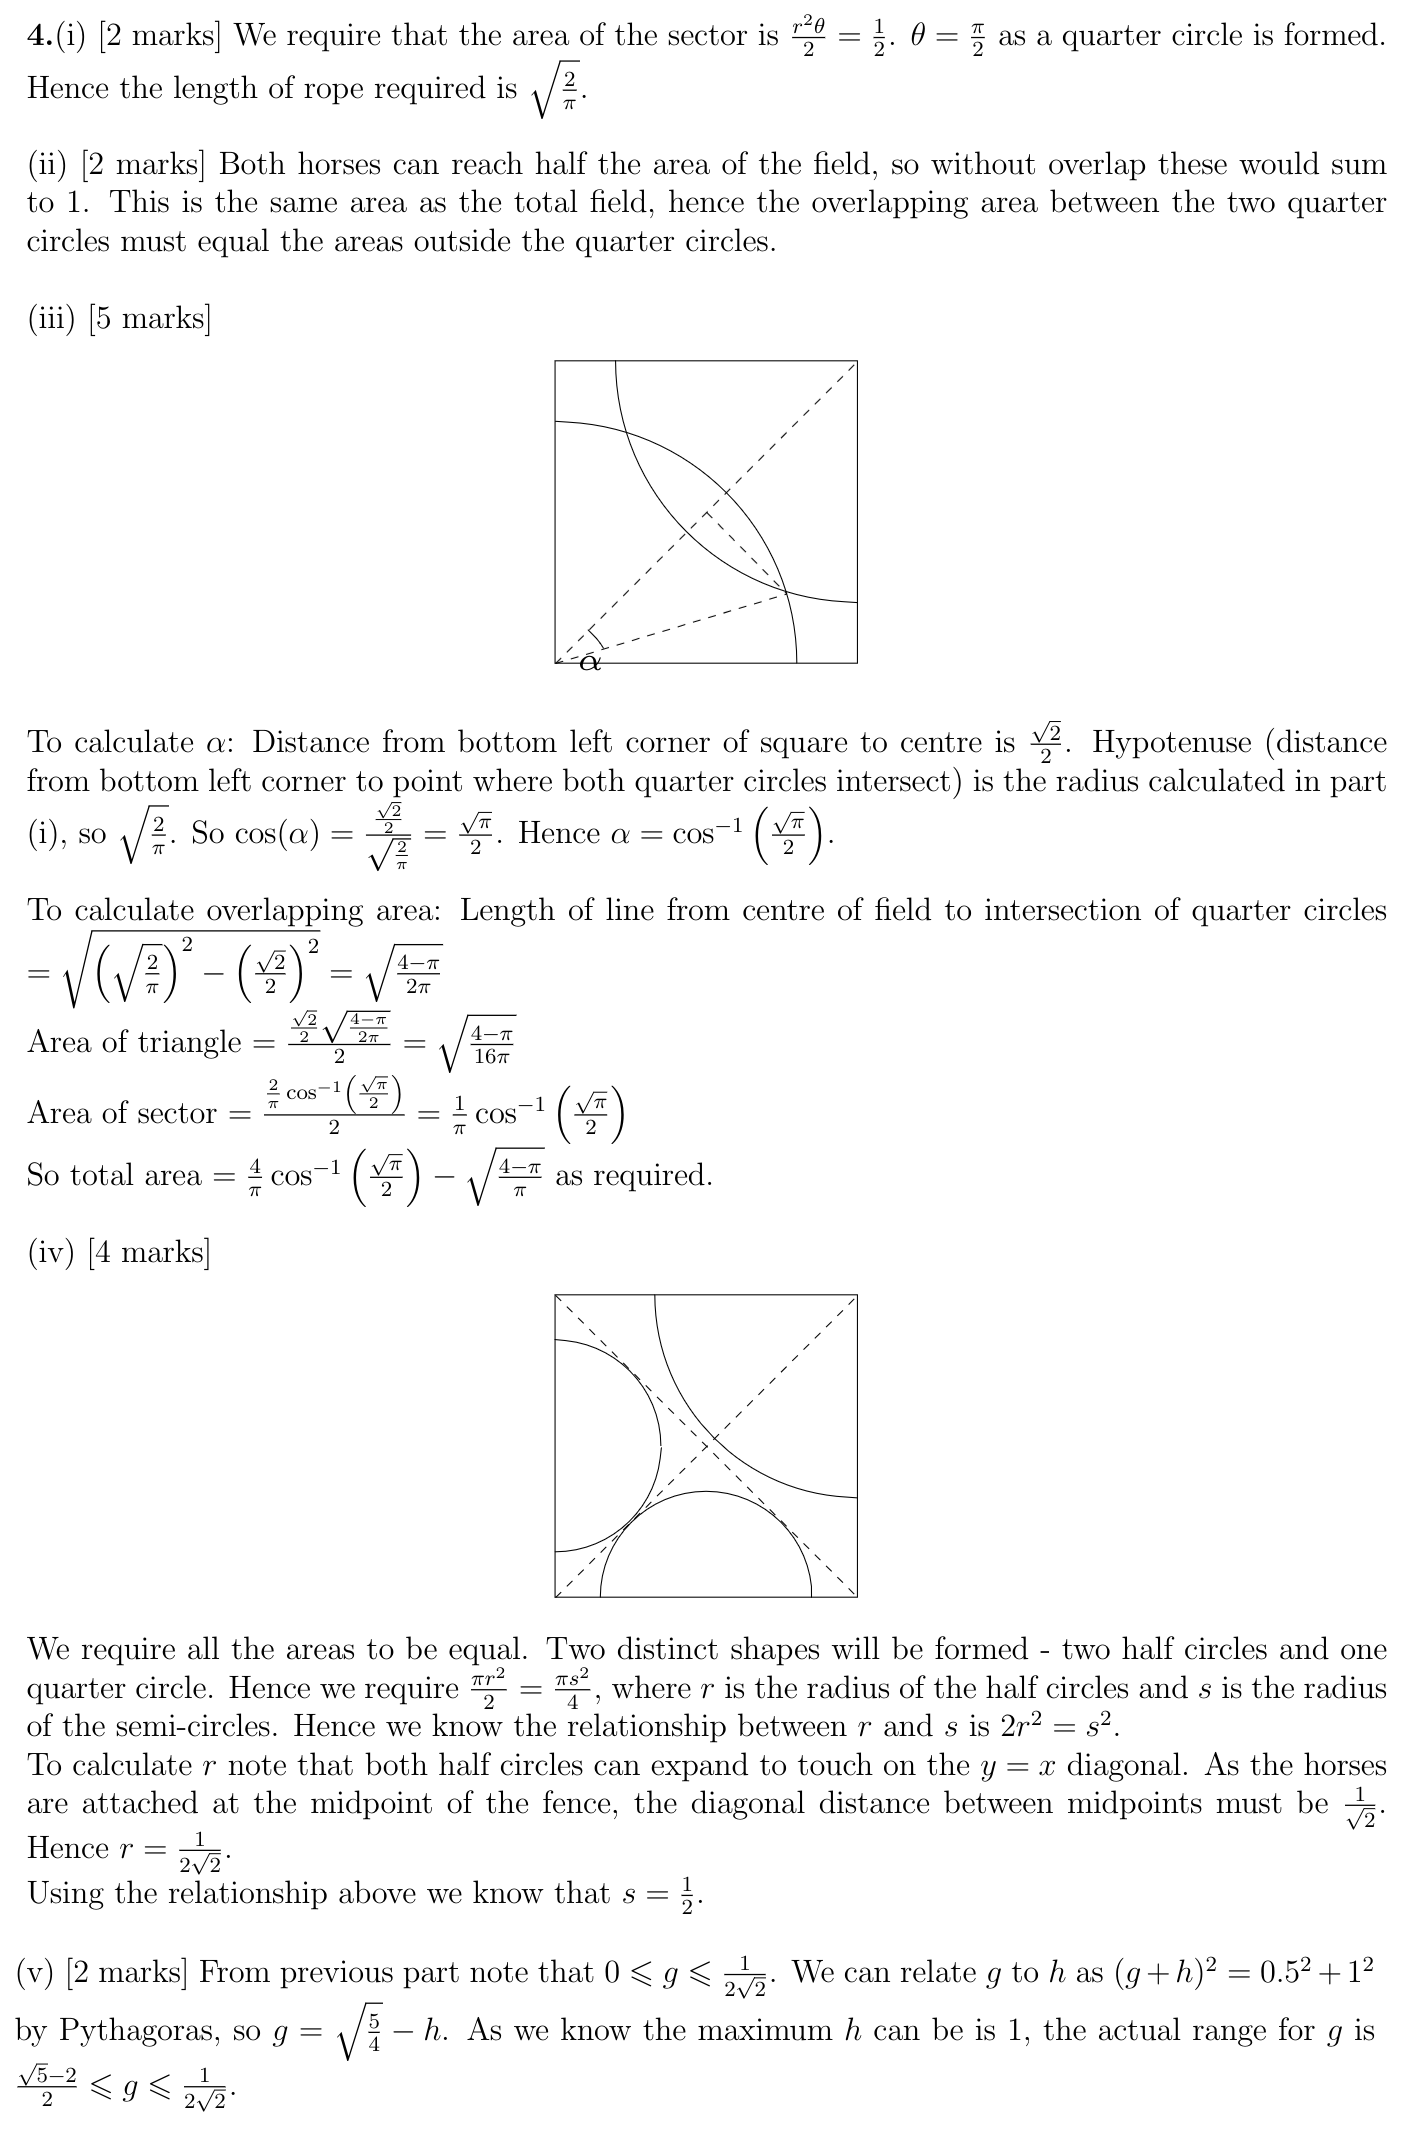 4.(i) [2 marks] We require that the area of the sector is $\frac{r^2\theta}{2} = \frac{1}{2}$. $\theta = \frac{\pi}{2}$ as a quarter circle is formed.
Hence the length of rope required is $\sqrt{\frac{2}{\pi}}$.
(ii) [2 marks] Both horses can reach half the area of the field, so without overlap these would sum
to 1. This is the same area as the total field, hence the overlapping area between the two quarter
circles must equal the areas outside the quarter circles.
(iii) [5 marks]
α
To calculate $\alpha$: Distance from bottom left corner of square to centre is $\frac{\sqrt{2}}{2}$. Hypotenuse (distance
from bottom left corner to point where both quarter circles intersect) is the radius calculated in part
(i), so $\sqrt{\frac{2}{\pi}}$. So $\cos(\alpha) = \frac{\frac{\sqrt{2}}{2}}{\sqrt{\frac{2}{\pi}}} = \frac{\sqrt{\pi}}{2}$. Hence $\alpha = \cos^{-1}\left(\frac{\sqrt{\pi}}{2}\right)$.
To calculate overlapping area: Length of line from centre of field to intersection of quarter circles
$= \sqrt{\left(\sqrt{\frac{2}{\pi}}\right)^2 - \left(\frac{\sqrt{2}}{2}\right)^2} = \sqrt{\frac{4-\pi}{2\pi}}$
Area of triangle $= \frac{\frac{\sqrt{2}}{2}\sqrt{\frac{4-\pi}{2\pi}}}{2} = \sqrt{\frac{4-\pi}{16\pi}}$
Area of sector $= \frac{\frac{2}{\pi}\cos^{-1}\left(\frac{\sqrt{\pi}}{2}\right)}{2} = \frac{1}{\pi}\cos^{-1}\left(\frac{\sqrt{\pi}}{2}\right)$
So total area $= \frac{4}{\pi}\cos^{-1}\left(\frac{\sqrt{\pi}}{2}\right) - \sqrt{\frac{4-\pi}{\pi}}$ as required.
(iv) [4 marks]
We require all the areas to be equal. Two distinct shapes will be formed - two half circles and one
quarter circle. Hence we require $\frac{\pi r^2}{2} = \frac{\pi s^2}{4}$, where $r$ is the radius of the half circles and $s$ is the radius
of the semi-circles. Hence we know the relationship between $r$ and $s$ is $2r^2 = s^2$.
To calculate $r$ note that both half circles can expand to touch on the $y = x$ diagonal. As the horses
are attached at the midpoint of the fence, the diagonal distance between midpoints must be $\frac{1}{\sqrt{2}}$.
Hence $r = \frac{1}{2\sqrt{2}}$.
Using the relationship above we know that $s = \frac{1}{2}$.
(v) [2 marks] From previous part note that $0 \leqslant g \leqslant \frac{1}{2\sqrt{2}}$. We can relate $g$ to $h$ as $(g+h)^2 = 0.5^2 + 1^2$
by Pythagoras, so $g = \sqrt{\frac{5}{4}} - h$. As we know the maximum $h$ can be is 1, the actual range for $g$ is
$\frac{\sqrt{5}-2}{2} \leqslant g \leqslant \frac{1}{2\sqrt{2}}$.